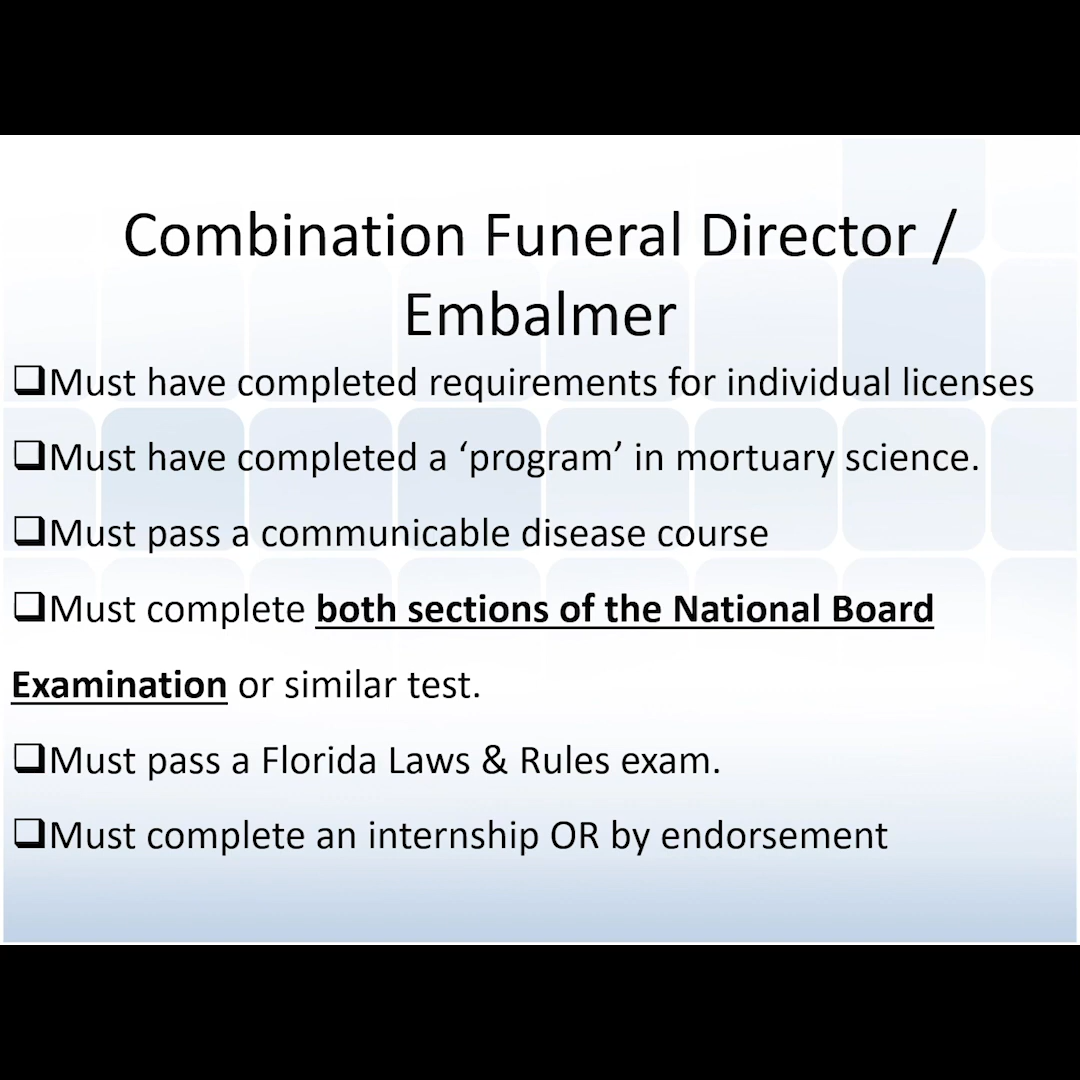 Combination Funeral Director /
Embalmer
❑Must have completed requirements for individual licenses
❑Must have completed a ‘program’ in mortuary science.
❑Must pass a communicable disease course
❑Must complete both sections of the National Board
Examination or similar test.
❑Must pass a Florida Laws & Rules exam.
❑Must complete an internship OR by endorsement